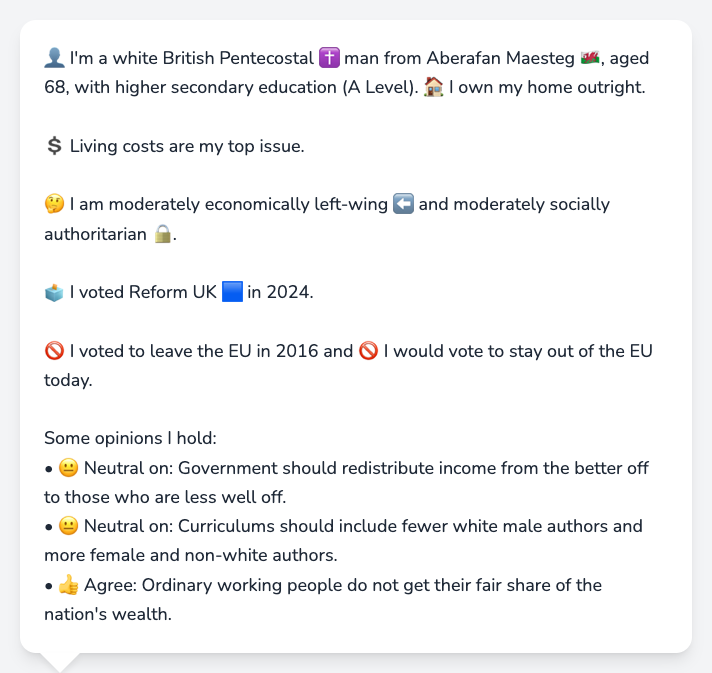 👤 I'm a white British Pentecostal ✝️ man from Aberafan Maesteg 🏴󠁧󠁢󠁷󠁬󠁳󠁿, aged
68, with higher secondary education (A Level). 🏠 I own my home outright.
💲 Living costs are my top issue.
🤔 I am moderately economically left-wing ⬅️ and moderately socially
authoritarian 🔒.
🗳️ I voted Reform UK 🟦 in 2024.
🚫 I voted to leave the EU in 2016 and 🚫 I would vote to stay out of the EU
today.
Some opinions I hold:
• 😐 Neutral on: Government should redistribute income from the better off
to those who are less well off.
• 😐 Neutral on: Curriculums should include fewer white male authors and
more female and non-white authors.
• 👍 Agree: Ordinary working people do not get their fair share of the
nation's wealth.